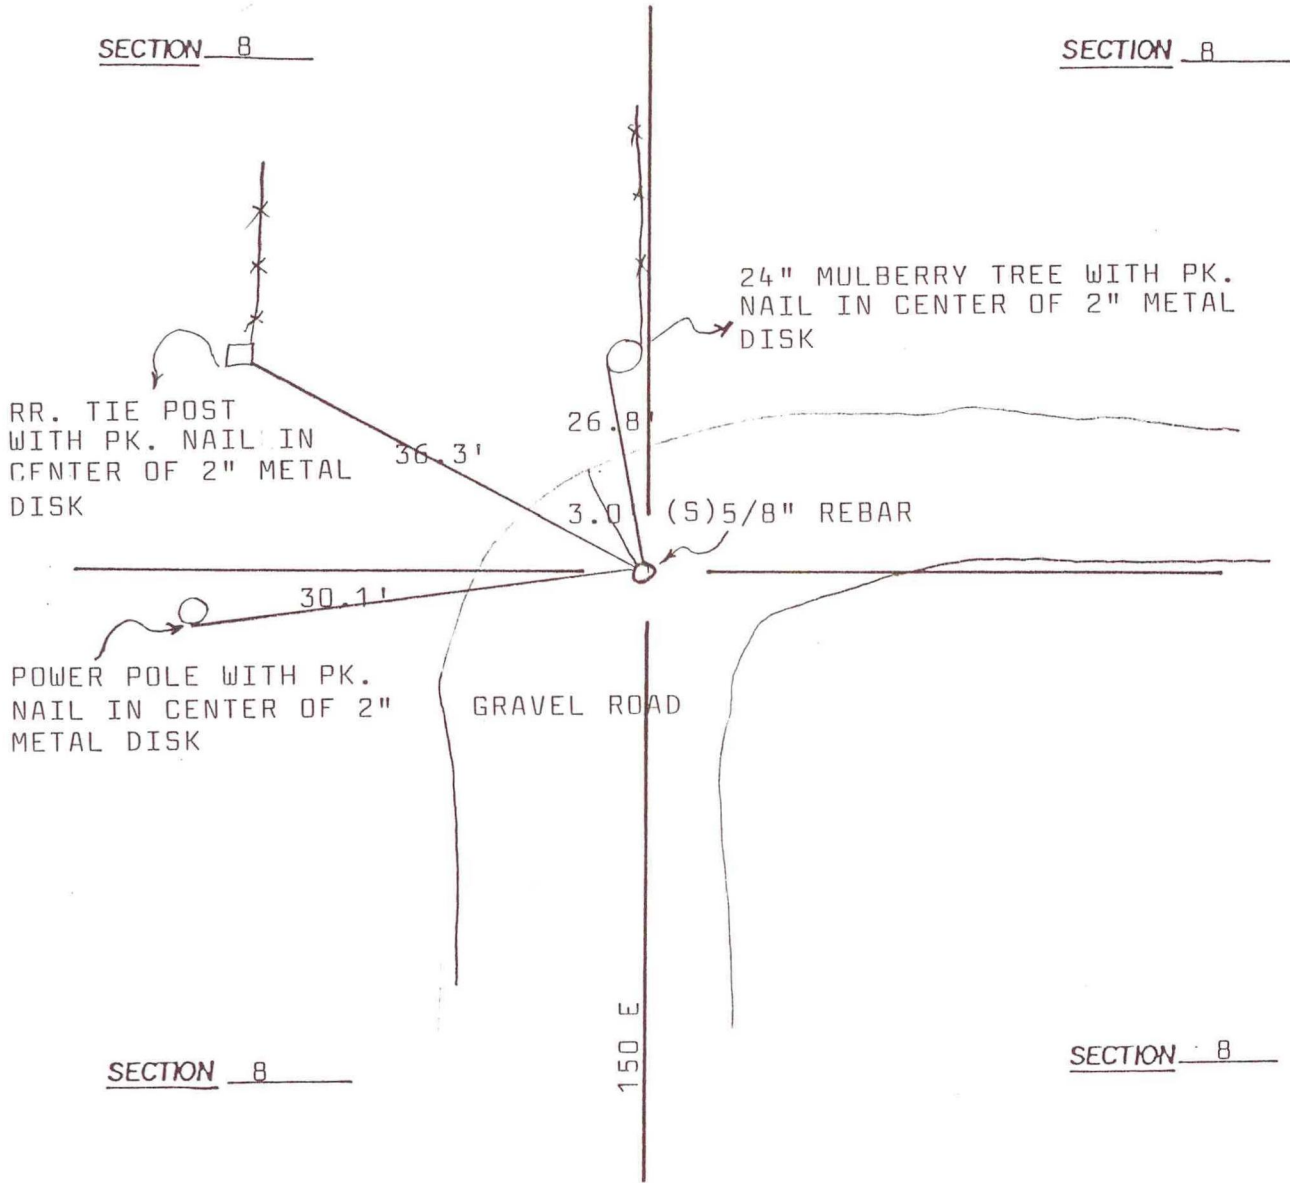 SECTION 8
SECTION 8
24" MULBERRY TREE WITH PK.
NAIL IN CENTER OF 2" METAL
DISK
RR. TIE POST
WITH PK. NAIL IN
CENTER OF 2" METAL
DISK
26.8'
36.3'
3.0
(S)5/8" REBAR
30.1'
POWER POLE WITH PK.
NAIL IN CENTER OF 2"
METAL DISK
GRAVEL ROAD
150 E
SECTION 8
SECTION 8